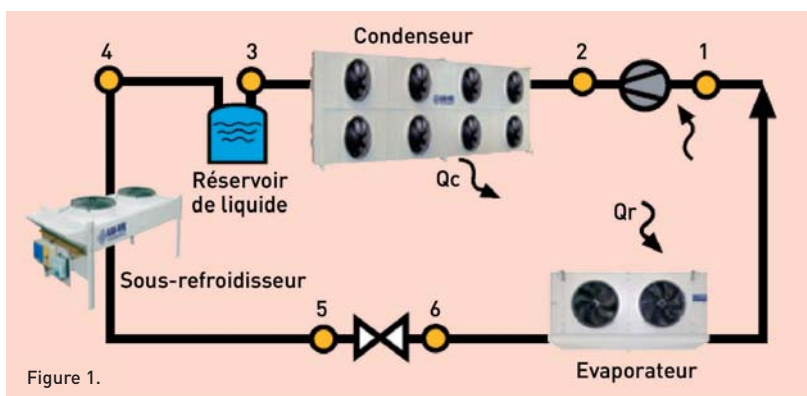 Condenseur
4
3
2
1
Réservoir
de liquide
Qc
Qr
Sous-refroidisseur
5
6
Evaporateur
Figure 1.